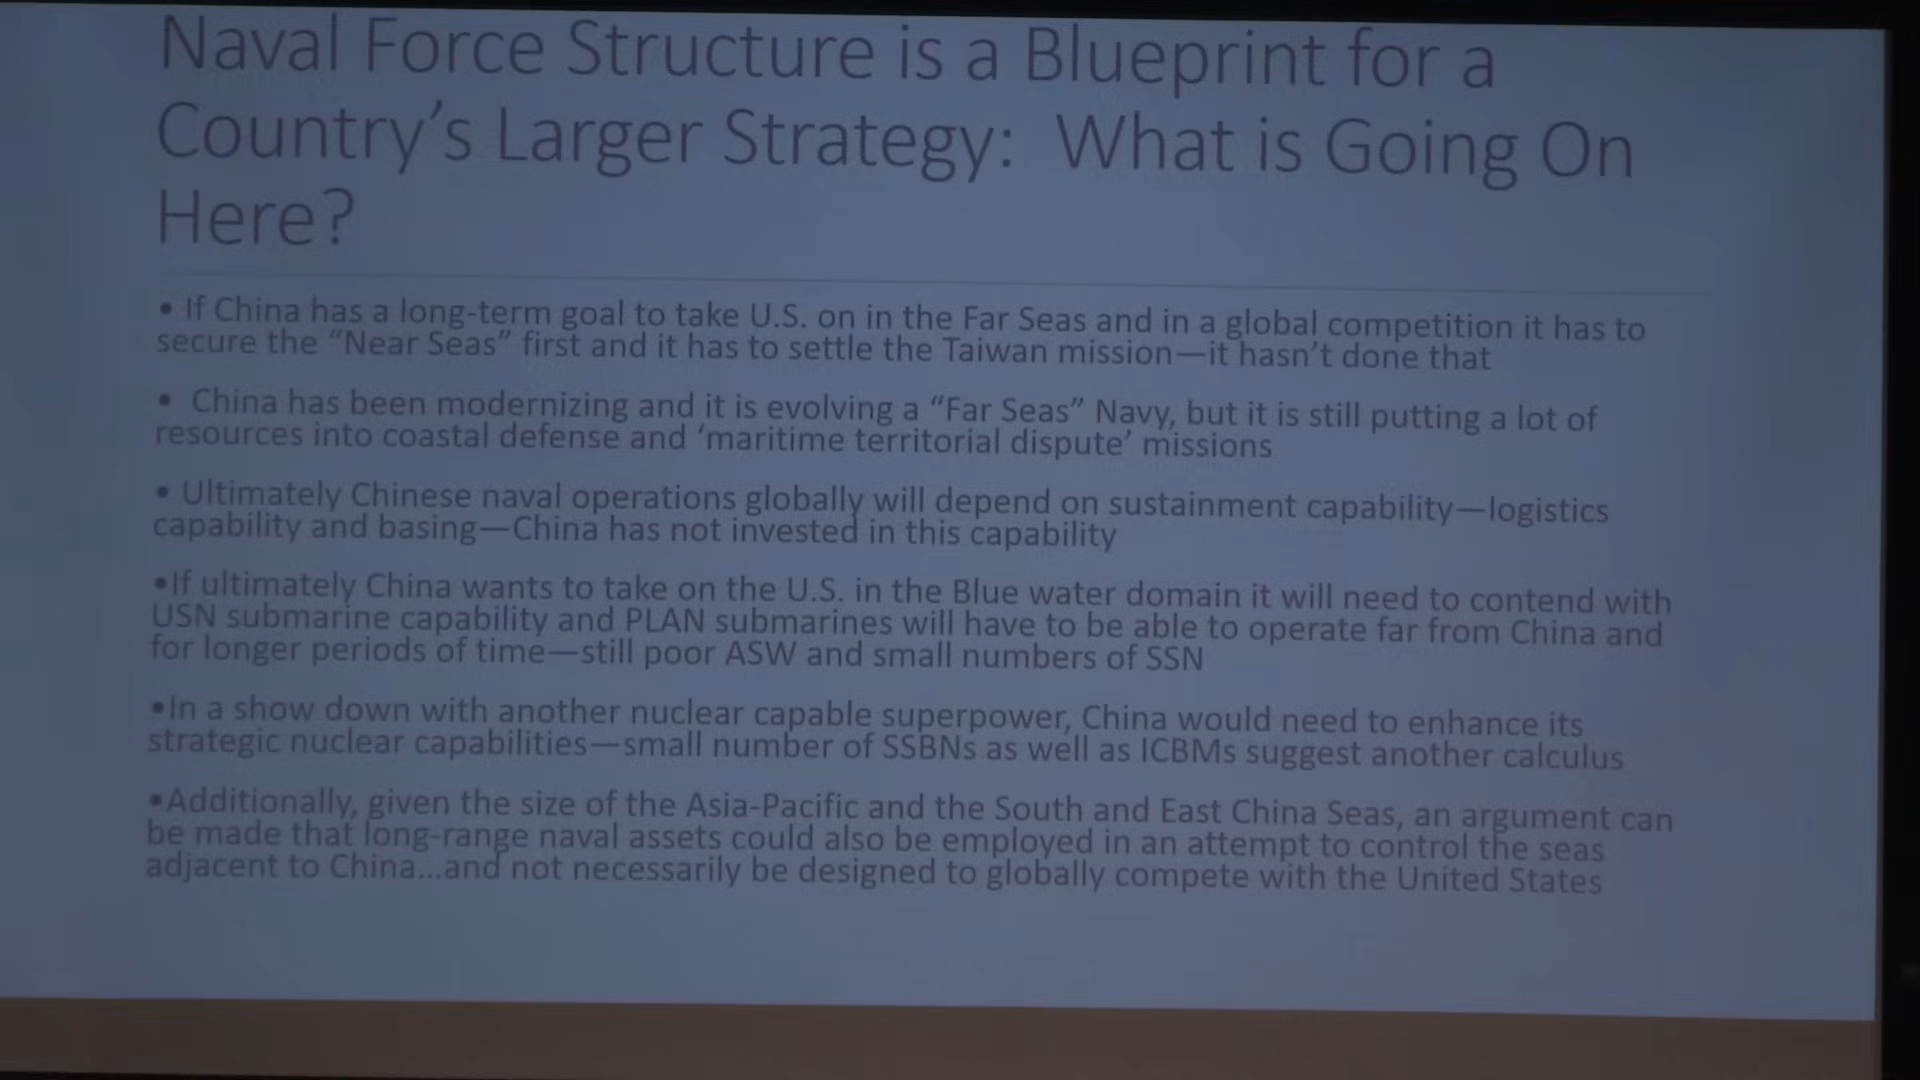 Naval Force Structure is a Blueprint for a
Country's Larger Strategy:  What is Going On
Here?
• If China has a long-term goal to take U.S. on in the Far Seas and in a global competition it has to
secure the “Near Seas” first and it has to settle the Taiwan mission—it hasn't done that
•  China has been modernizing and it is evolving a “Far Seas” Navy, but it is still putting a lot of
resources into coastal defense and ‘maritime territorial dispute’ missions
• Ultimately Chinese naval operations globally will depend on sustainment capability—logistics
capability and basing—China has not invested in this capability
•If ultimately China wants to take on the U.S. in the Blue water domain it will need to contend with
USN submarine capability and PLAN submarines will have to be able to operate far from China and
for longer periods of time—still poor ASW and small numbers of SSN
•In a show down with another nuclear capable superpower, China would need to enhance its
strategic nuclear capabilities—small number of SSBNs as well as ICBMs suggest another calculus
•Additionally, given the size of the Asia-Pacific and the South and East China Seas, an argument can
be made that long-range naval assets could also be employed in an attempt to control the seas
adjacent to China...and not necessarily be designed to globally compete with the United States